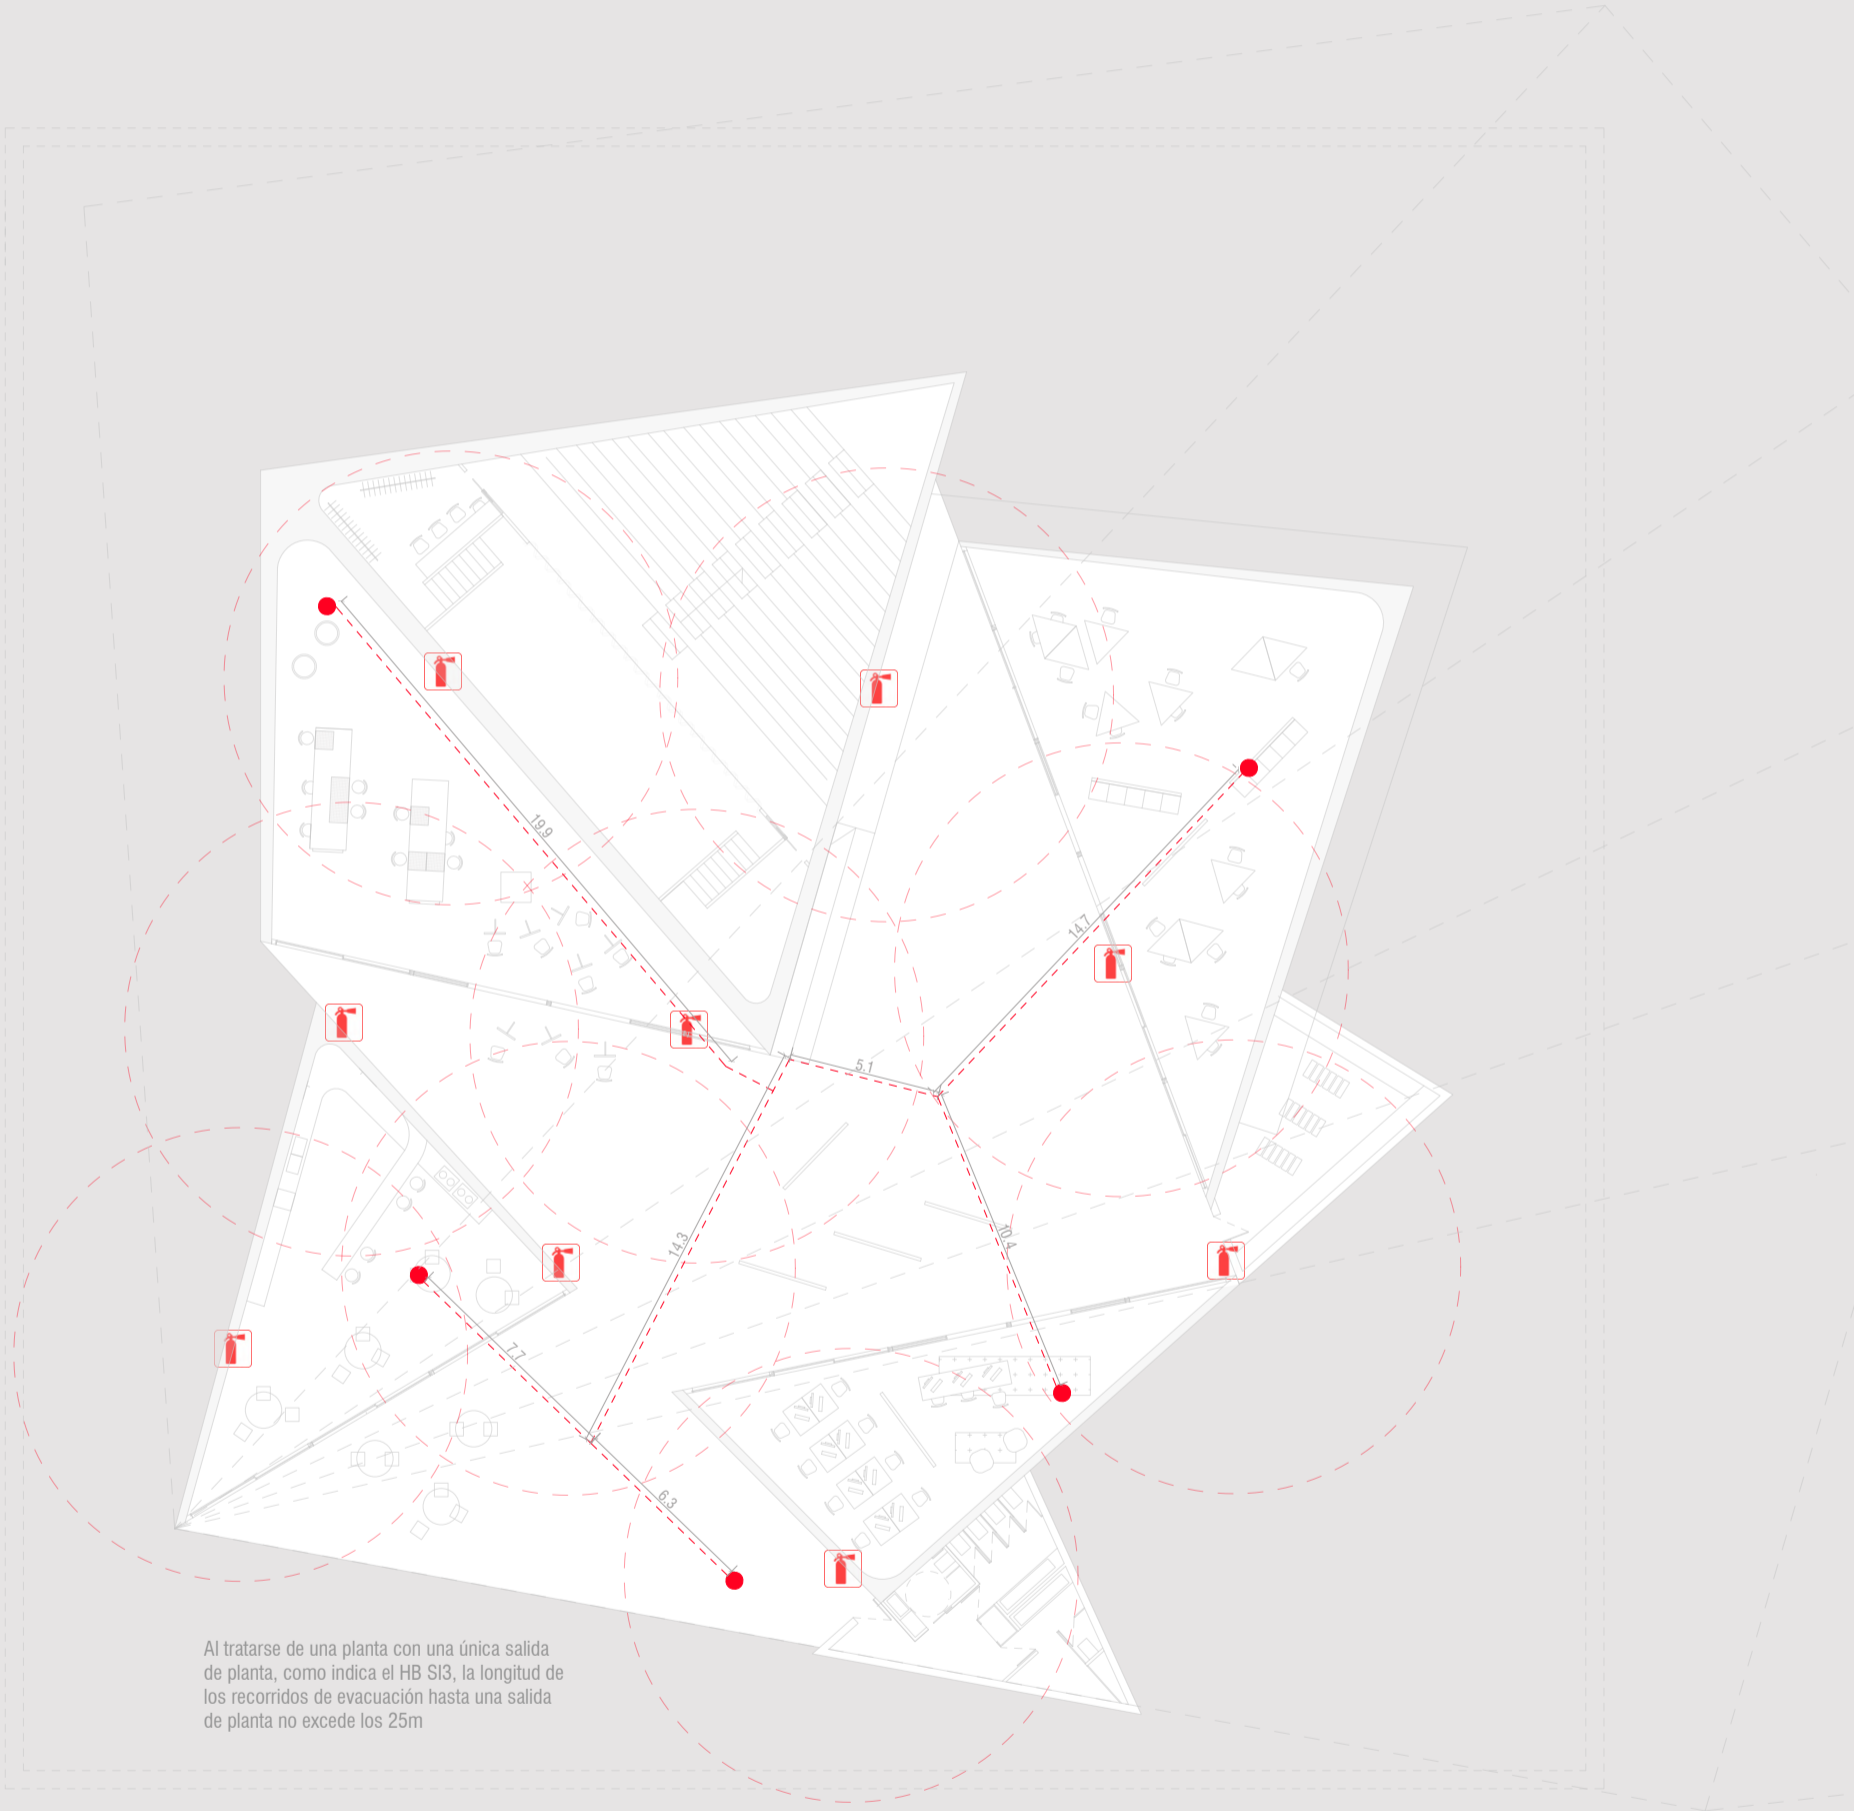 19.9
14.7
5.1
14.3
10.4
7.7
6.3
Al tratarse de una planta con una única salida
de planta, como indica el HB SI3, la longitud de
los recorridos de evacuación hasta una salida
de planta no excede los 25m